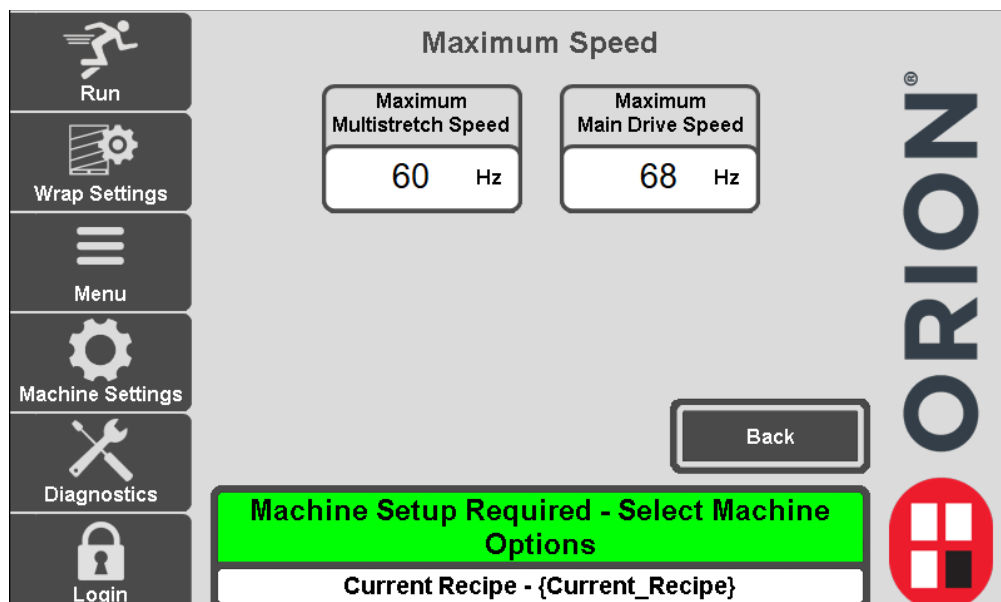 Run
Wrap Settings
Menu
Machine Settings
Diagnostics
Login
Maximum Speed
Maximum
Multistretch Speed
60 Hz
Maximum
Main Drive Speed
68 Hz
Back
Machine Setup Required - Select Machine
Options
Current Recipe - {Current_Recipe}
ORION®